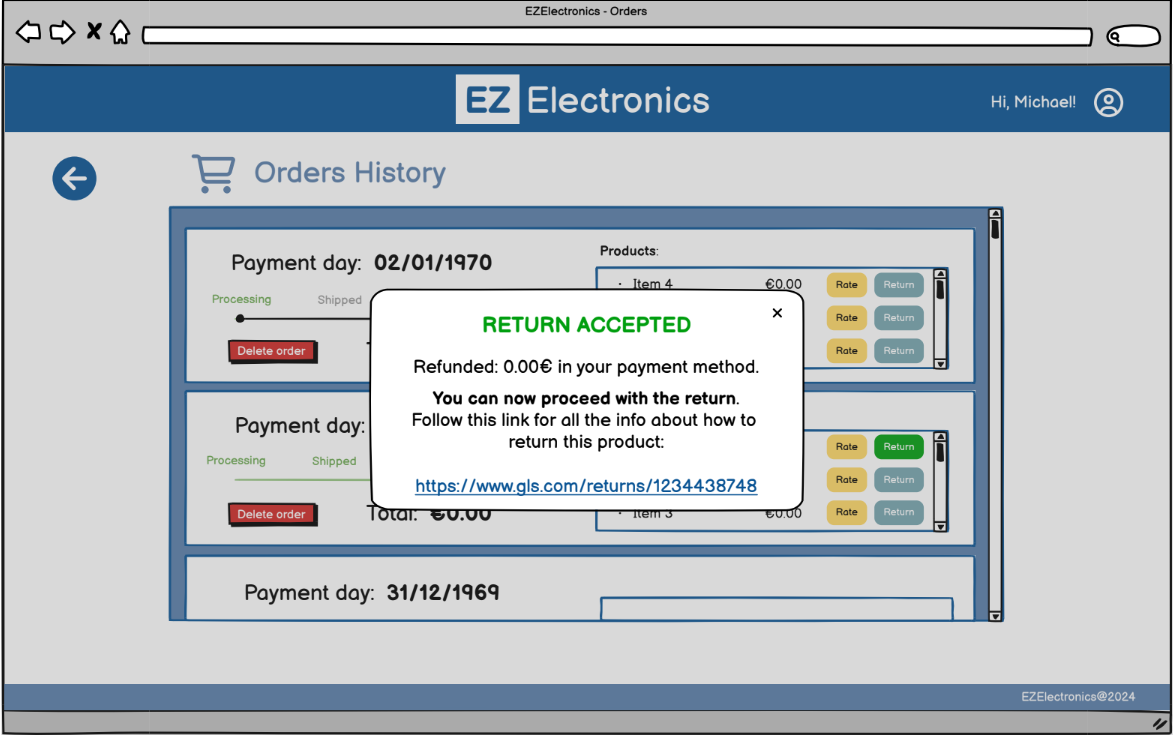 EZElectronics - Orders
EZ Electronics
Hi, Michael!
Orders History
Payment day: 02/01/1970
Processing Shipped
Delete order
Products:
· Item 4 €0.00 Rate Return
Rate Return
Rate Return
RETURN ACCEPTED
Refunded: 0.00€ in your payment method.
You can now proceed with the return.
Follow this link for all the info about how to
return this product:
https://www.gls.com/returns/1234438748
Payment day:
Processing Shipped
Delete order
Total: €0.00
Rate Return
Rate Return
· Item 3 €0.00 Rate Return
Payment day: 31/12/1969
EZElectronics@2024